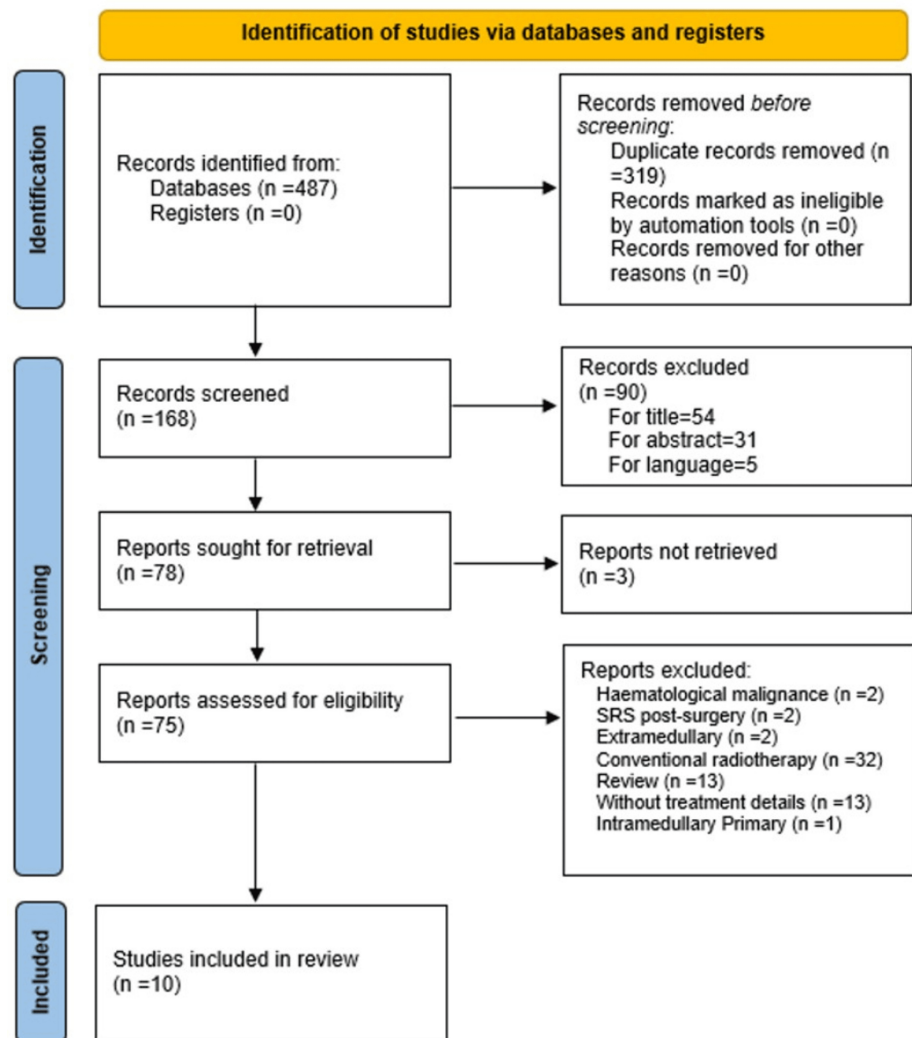 Identification of studies via databases and registers
Identification
Records identified from:
Databases (n =487)
Registers (n =0)
Records removed before
screening:
Duplicate records removed (n
=319)
Records marked as ineligible
by automation tools (n =0)
Records removed for other
reasons (n =0)
Screening
Records screened
(n =168)
Records excluded
(n =90)
For title=54
For abstract=31
For language=5
Reports sought for retrieval
(n =78)
Reports not retrieved
(n =3)
Reports assessed for eligibility
(n =75)
Reports excluded:
Haematological malignance (n =2)
SRS post-surgery (n =2)
Extramedullary (n =2)
Conventional radiotherapy (n =32)
Review (n =13)
Without treatment details (n =13)
Intramedullary Primary (n =1)
Included
Studies included in review
(n =10)